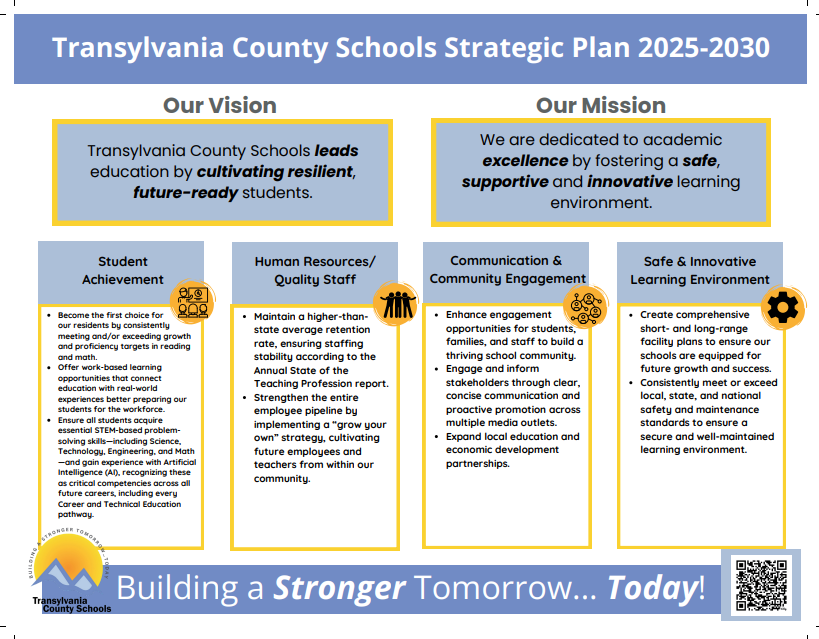 Transylvania County Schools Strategic Plan 2025-2030
Our Vision
Transylvania County Schools leads
education by cultivating resilient,
future-ready students.
Our Mission
We are dedicated to academic
excellence by fostering a safe,
supportive and innovative learning
environment.
Student
Achievement
• Become the first choice for
our residents by consistently
meeting and/or exceeding growth
and proficiency targets in reading
and math.
• Offer work-based learning
opportunities that connect
education with real-world
experiences better preparing our
students for the workforce.
• Ensure all students acquire
essential STEM-based problem-
solving skills—including Science,
Technology, Engineering, and Math
—and gain experience with Artificial
Intelligence (AI), recognizing these
as critical competencies across all
future careers, including every
Career and Technical Education
pathway.
Human Resources/
Quality Staff
• Maintain a higher-than-
state average retention
rate, ensuring staffing
stability according to the
Annual State of the
Teaching Profession report.
• Strengthen the entire
employee pipeline by
implementing a “grow your
own” strategy, cultivating
future employees and
teachers from within our
community.
Communication &
Community Engagement
• Enhance engagement
opportunities for students,
families, and staff to build a
thriving school community.
• Engage and inform
stakeholders through clear,
concise communication and
proactive promotion across
multiple media outlets.
• Expand local education and
economic development
partnerships.
Safe & Innovative
Learning Environment
• Create comprehensive
short- and long-range
facility plans to ensure our
schools are equipped for
future growth and success.
• Consistently meet or exceed
local, state, and national
safety and maintenance
standards to ensure a
secure and well-maintained
learning environment.
BUILDING A STRONGER TOMORROW...TODAY
Transylvania
County Schools
Building a Stronger Tomorrow... Today!